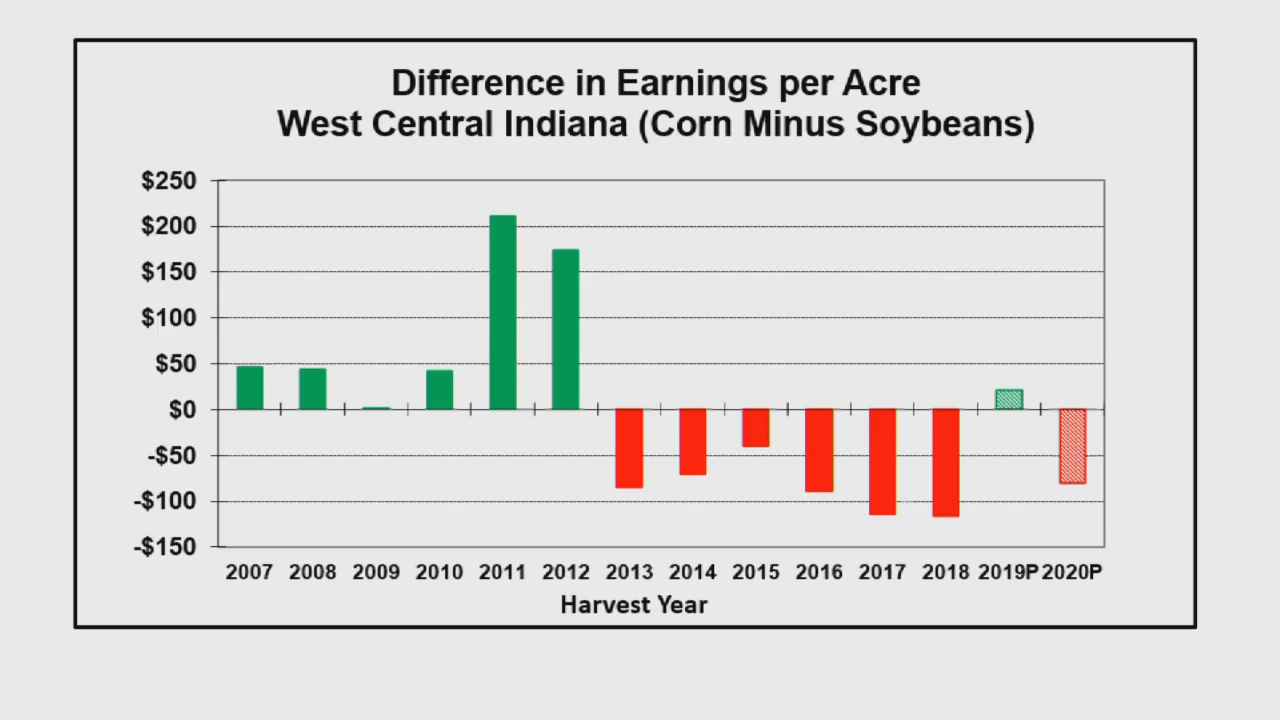 Difference in Earnings per Acre
West Central Indiana (Corn Minus Soybeans)
$250
$200
$150
$100
$50
$0
-$50
-$100
-$150
2007 2008 2009 2010 2011 2012 2013 2014 2015 2016 2017 2018 2019P 2020P
Harvest Year